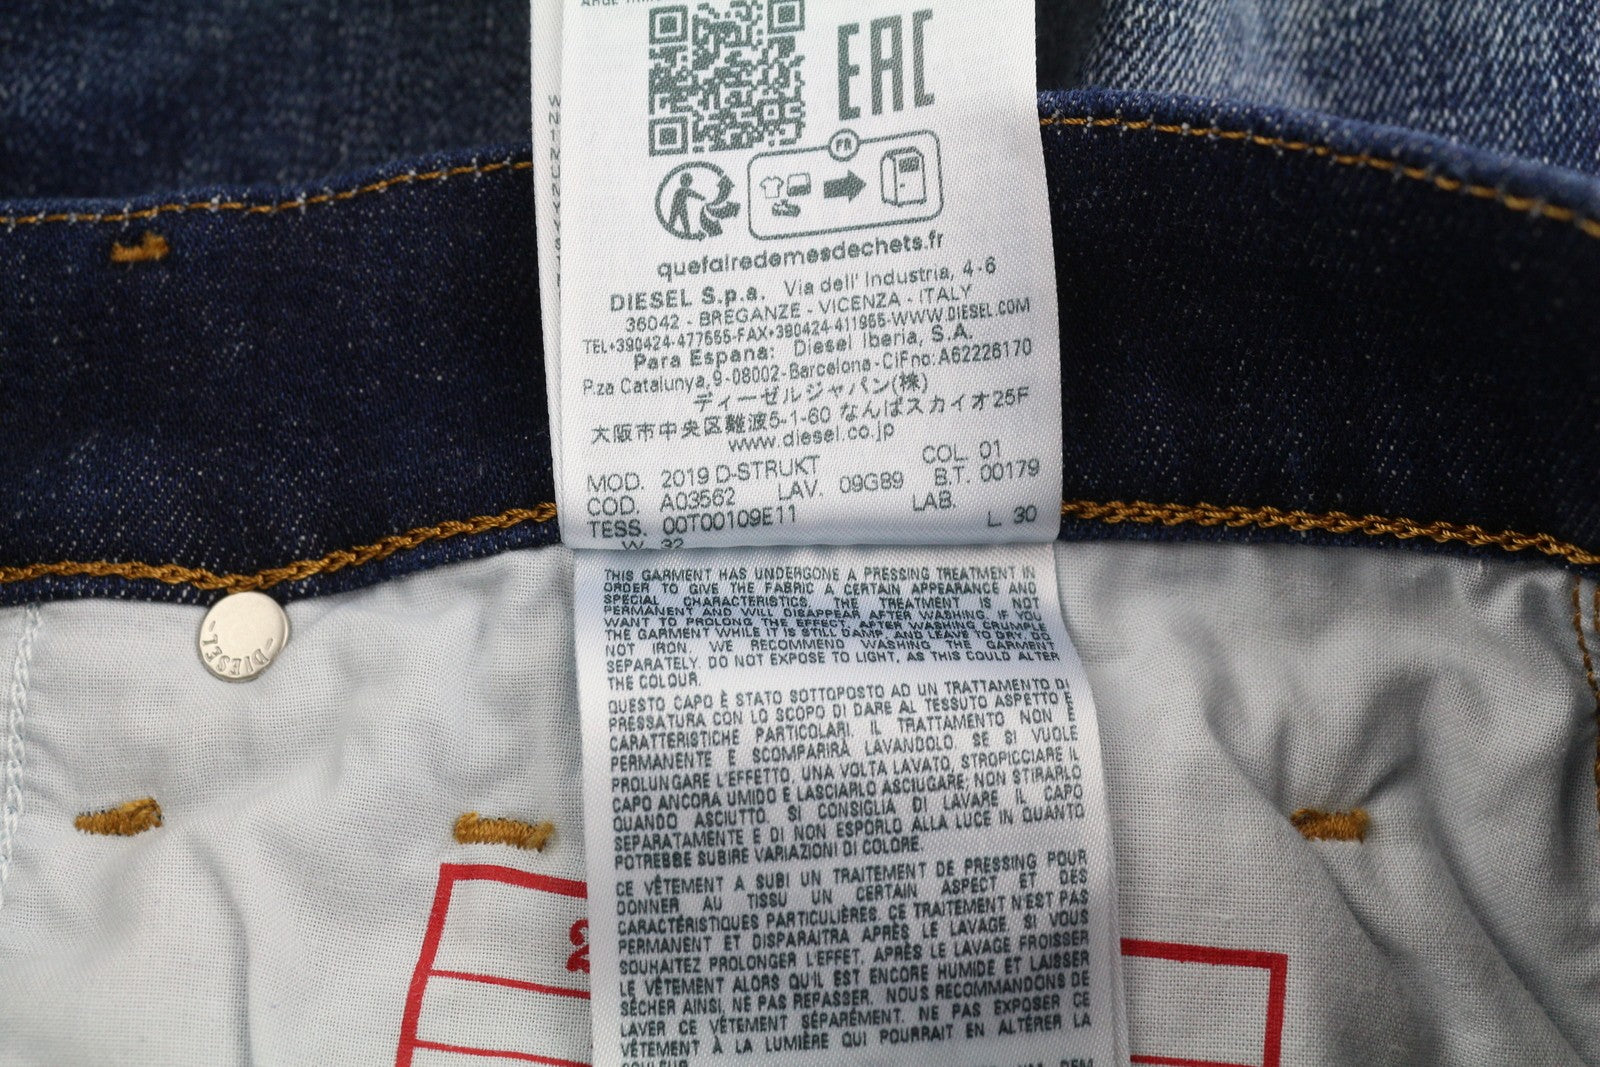 EAC
FR
quefairedemesdechets.fr
DIESEL S.p.a. Via dell' Industria, 4-6
36042 - BREGANZE - VICENZA - ITALY
TEL+390424-477555-FAX+390424-411955-WWW.DIESEL.COM
Para Espana: Diesel Iberia, S.A.
P.za Catalunya,9-08002-Barcelona-CiFno:A62226170
ディーゼルジャパン(株)
大阪市中央区難波5-1-60 なんばスカイオ25F
www.diesel.co.jp
MOD. 2019 D-STRUKT COL. 01
COD. A03562 LAV. 09GB9 B.T. 00179
TESS. 00T00109E11 LAB.
W. 32 L 30
THIS GARMENT HAS UNDERGONE A PRESSING TREATMENT IN
ORDER TO GIVE THE FABRIC A CERTAIN APPEARANCE AND
SPECIAL CHARACTERISTICS. THE TREATMENT IS NOT
PERMANENT AND WILL DISAPPEAR AFTER WASHING. IF YOU
WANT TO PROLONG THE EFFECT, AFTER WASHING CRUMPLE
THE GARMENT WHILE IT IS STILL DAMP, AND LEAVE TO DRY. DO
NOT IRON. WE RECOMMEND WASHING THE GARMENT
SEPARATELY. DO NOT EXPOSE TO LIGHT, AS THIS COULD ALTER
THE COLOUR.
QUESTO CAPO È STATO SOTTOPOSTO AD UN TRATTAMENTO DI
PRESSATURA CON LO SCOPO DI DARE AL TESSUTO ASPETTO E
CARATTERISTICHE PARTICOLARI. IL TRATTAMENTO NON È
PERMANENTE E SCOMPARIRÀ LAVANDOLO. SE SI VUOLE
PROLUNGARE L'EFFETTO, UNA VOLTA LAVATO, STROPICCIARE IL
CAPO ANCORA UMIDO E LASCIARLO ASCIUGARE; NON STIRARLO
QUANDO ASCIUTTO. SI CONSIGLIA DI LAVARE IL CAPO
SEPARATAMENTE E DI NON ESPORLO ALLA LUCE IN QUANTO
POTREBBE SUBIRE VARIAZIONI DI COLORE.
CE VÊTEMENT A SUBI UN TRAITEMENT DE PRESSING POUR
DONNER AU TISSU UN CERTAIN ASPECT ET DES
CARACTÉRISTIQUES PARTICULIÈRES. CE TRAITEMENT N'EST PAS
PERMANENT ET DISPARAITRA APRÈS LE LAVAGE. SI VOUS
SOUHAITEZ PROLONGER L'EFFET, APRÈS LE LAVAGE FROISSER
LE VÊTEMENT ALORS QU'IL EST ENCORE HUMIDE ET LAISSER
SÈCHER AINSI, NE PAS REPASSER. NOUS RECOMMANDONS DE
LAVER CE VÊTEMENT SÉPARÉMENT. NE PAS EXPOSER CE
VÊTEMENT À LA LUMIÈRE QUI POURRAIT EN ALTÉRER LA
COULEUR
-DIESEL-
2